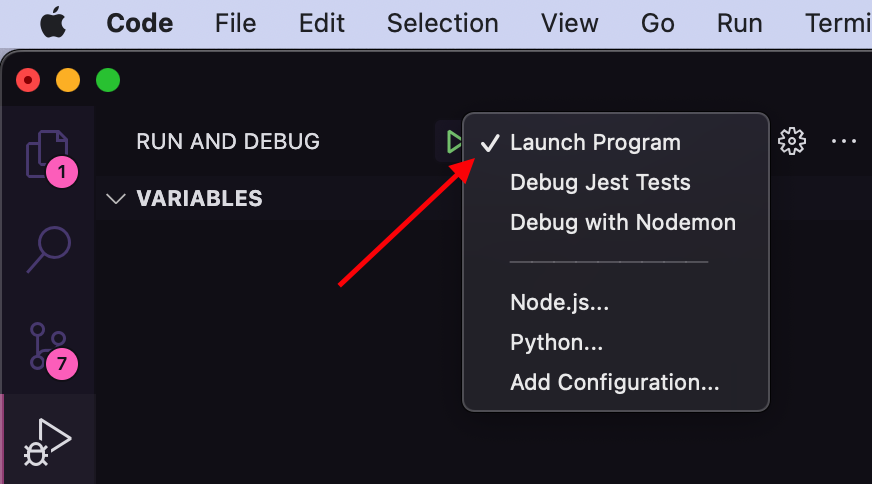 Code File Edit Selection View Go Run Termi
RUN AND DEBUG
Launch Program
Debug Jest Tests
VARIABLES
Debug with Nodemon
Node.js...
Python...
Add Configuration...
1
7